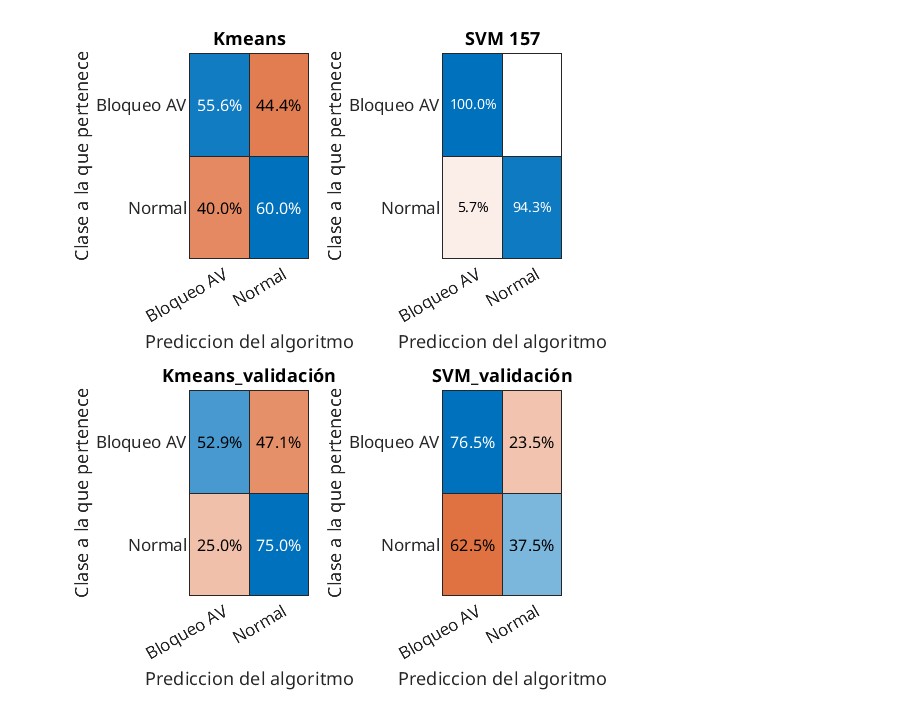 Kmeans
Clase a la que pertenece
Bloqueo AV
55.6%
44.4%
Normal
40.0%
60.0%
Bloqueo AV
Normal
Prediccion del algoritmo
SVM 157
Clase a la que pertenece
Bloqueo AV
100.0%
Normal
5.7%
94.3%
Bloqueo AV
Normal
Prediccion del algoritmo
Kmeans_validación
Clase a la que pertenece
Bloqueo AV
52.9%
47.1%
Normal
25.0%
75.0%
Bloqueo AV
Normal
Prediccion del algoritmo
SVM_validación
Clase a la que pertenece
Bloqueo AV
76.5%
23.5%
Normal
62.5%
37.5%
Bloqueo AV
Normal
Prediccion del algoritmo